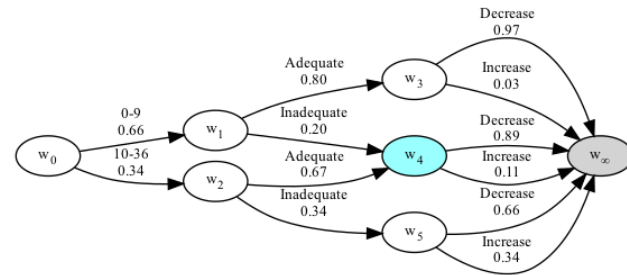 Decrease
0.97
Adequate
0.80
w3
Increase
0.03
0-9
0.66
w1
Inadequate
0.20
Decrease
0.89
w0
w4
w∞
10-36
0.34
Adequate
0.67
Increase
0.11
w2
Inadequate
0.34
Decrease
0.66
w5
Increase
0.34